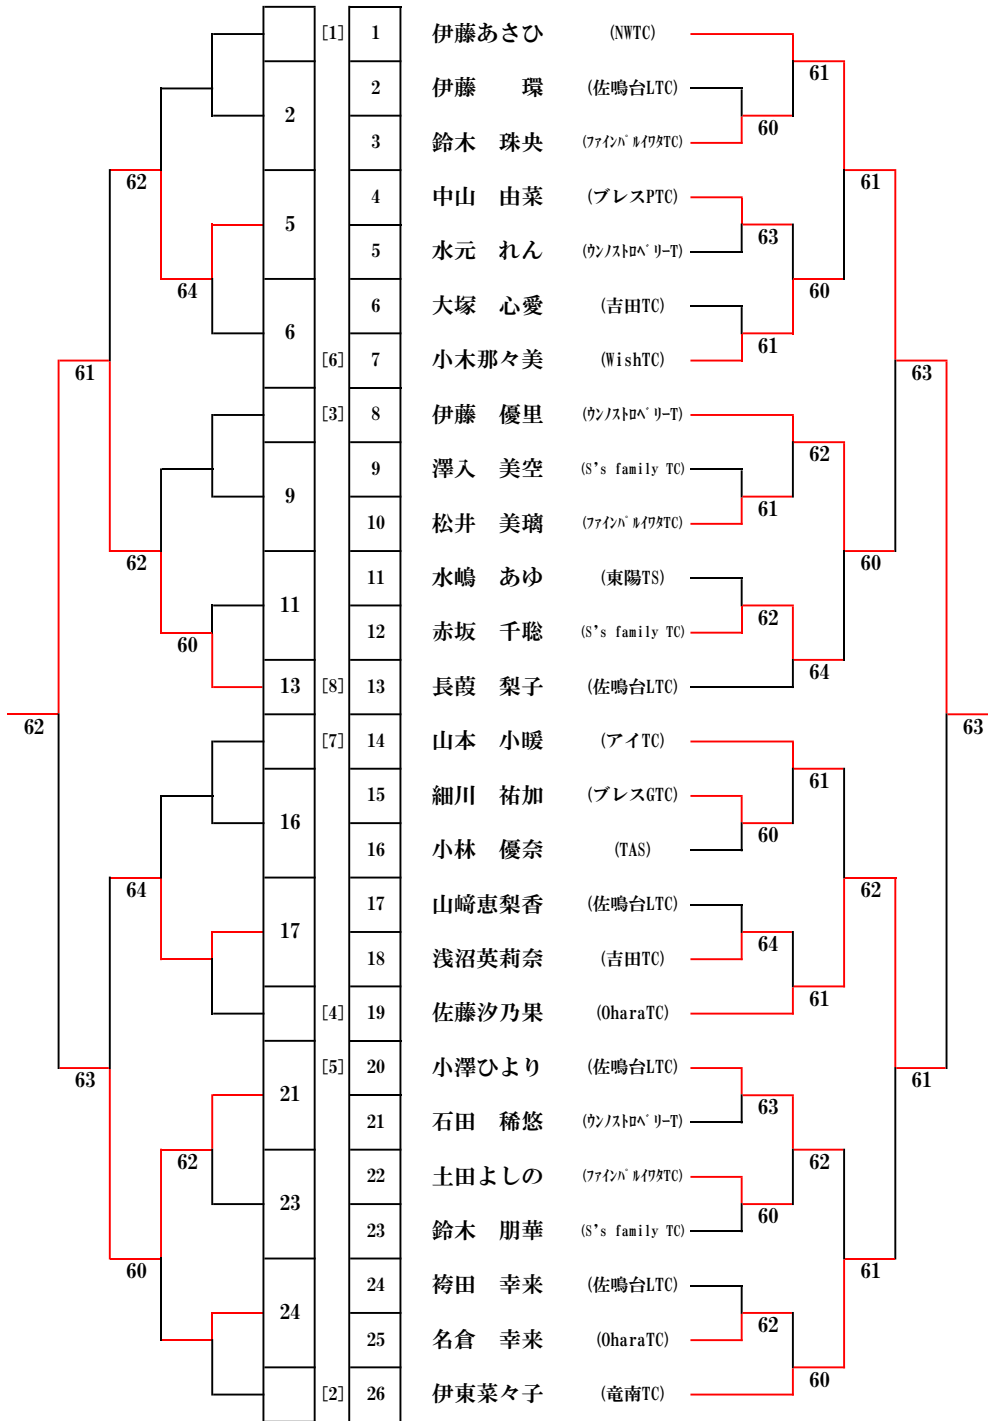 [1] 1 伊藤あさひ (NWTC)
61
2 伊藤　環 (佐鳴台LTC)
2
60
3 鈴木　珠央 (ファインバルイワタTC)
62
61
4 中山　由菜 (ブレスPTC)
5
63
5 水元　れん (ウンノストロベリーT)
64
60
6 大塚　心愛 (吉田TC)
6
61
[6] 7 小木那々美 (WishTC)
61
63
[3] 8 伊藤　優里 (ウンノストロベリーT)
62
9 澤入　美空 (S's family TC)
9
61
10 松井　美璃 (ファインバルイワタTC)
62
60
11 水嶋　あゆ (東陽TS)
11
62
12 赤坂　千聡 (S's family TC)
60
64
13 [8] 13 長葭　梨子 (佐鳴台LTC)
62
63
[7] 14 山本　小暖 (アイTC)
61
15 細川　祐加 (ブレスGTC)
16
60
16 小林　優奈 (TAS)
64
62
17 山﨑恵梨香 (佐鳴台LTC)
17
64
18 浅沼英莉奈 (吉田TC)
61
[4] 19 佐藤汐乃果 (OharaTC)
63
61
[5] 20 小澤ひより (佐鳴台LTC)
21
63
21 石田　稀悠 (ウンノストロベリーT)
62
62
22 土田よしの (ファインバルイワタTC)
23
60
23 鈴木　朋華 (S's family TC)
60
61
24 袴田　幸来 (佐鳴台LTC)
24
62
25 名倉　幸来 (OharaTC)
60
[2] 26 伊東菜々子 (竜南TC)